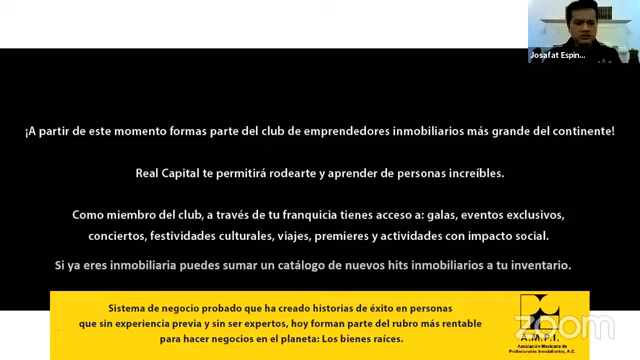 Josafat Espin...
¡A partir de este momento formas parte del club de emprendedores inmobiliarios más grande del continente!
Real Capital te permitirá rodearte y aprender de personas increíbles.
Como miembro del club, a través de tu franquicia tienes acceso a: galas, eventos exclusivos,
conciertos, festividades culturales, viajes, premieres y actividades con impacto social.
Si ya eres inmobiliaria puedes sumar un catálogo de nuevos hits inmobiliarios a tu inventario.
Sistema de negocio probado que ha creado historias de éxito en personas
que sin experiencia previa y sin ser expertos, hoy forman parte del rubro más rentable
para hacer negocios en el planeta: Los bienes raíces.
zoom
A.M.P.I.
Asociación Mexicana de
Profesionales Inmobiliarios, A.C.